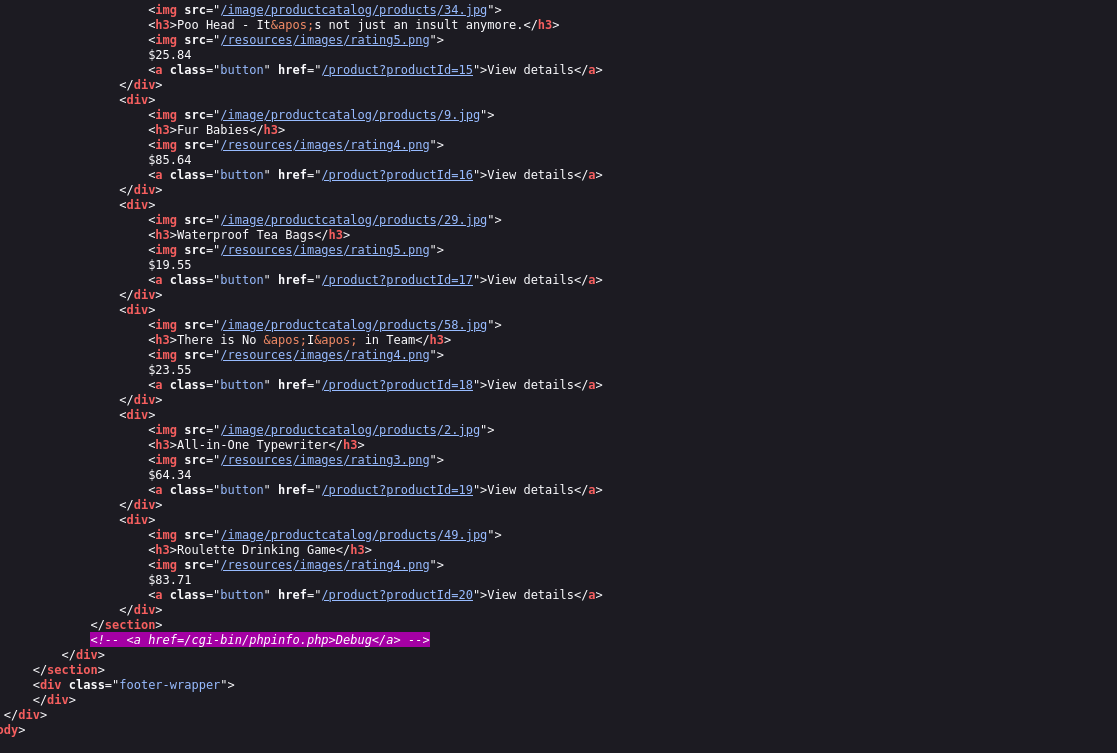 <img src="/image/productcatalog/products/34.jpg">
<h3>Poo Head - It&apos;s not just an insult anymore.</h3>
<img src="/resources/images/rating5.png">
$25.84
<a class="button" href="/product?productId=15">View details</a>
</div>
<div>
<img src="/image/productcatalog/products/9.jpg">
<h3>Fur Babies</h3>
<img src="/resources/images/rating4.png">
$85.64
<a class="button" href="/product?productId=16">View details</a>
</div>
<div>
<img src="/image/productcatalog/products/29.jpg">
<h3>Waterproof Tea Bags</h3>
<img src="/resources/images/rating5.png">
$19.55
<a class="button" href="/product?productId=17">View details</a>
</div>
<div>
<img src="/image/productcatalog/products/58.jpg">
<h3>There is No &apos;I&apos; in Team</h3>
<img src="/resources/images/rating4.png">
$23.55
<a class="button" href="/product?productId=18">View details</a>
</div>
<div>
<img src="/image/productcatalog/products/2.jpg">
<h3>All-in-One Typewriter</h3>
<img src="/resources/images/rating3.png">
$64.34
<a class="button" href="/product?productId=19">View details</a>
</div>
<div>
<img src="/image/productcatalog/products/49.jpg">
<h3>Roulette Drinking Game</h3>
<img src="/resources/images/rating4.png">
$83.71
<a class="button" href="/product?productId=20">View details</a>
</div>
</section>
<!-- <a href=/cgi-bin/phpinfo.php>Debug</a> -->
</div>
</section>
<div class="footer-wrapper">
</div>
</div>
ody>